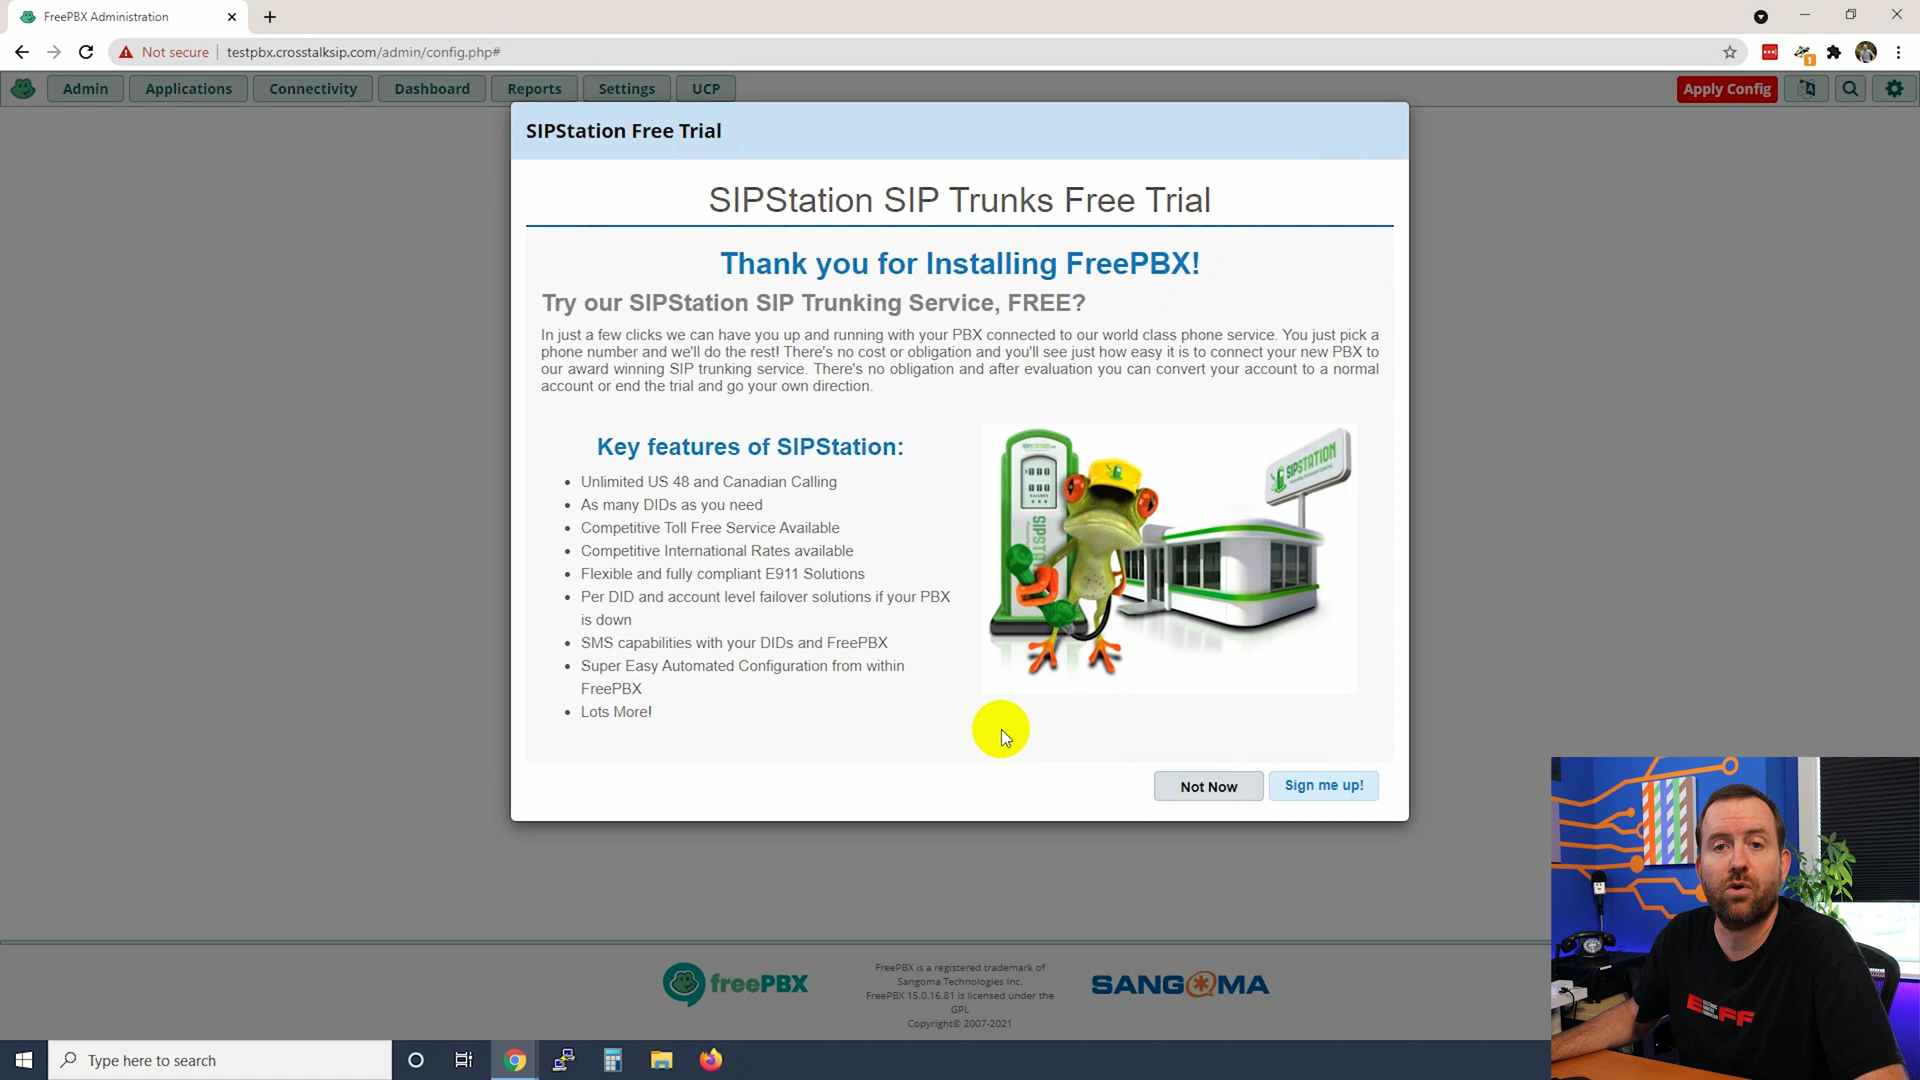 FreePBX Administration
Not secure
testpbx.crosstalksip.com/admin/config.php#
1
Admin
Applications
Connectivity
Dashboard
Reports
Settings
UCP
Apply Config
SIPStation Free Trial
SIPStation SIP Trunks Free Trial
Thank you for Installing FreePBX!
Try our SIPStation SIP Trunking Service, FREE?
In just a few clicks we can have you up and running with your PBX connected to our world class phone service. You just pick a
phone number and we'll do the rest! There's no cost or obligation and you'll see just how easy it is to connect your new PBX to
our award winning SIP trunking service. There's no obligation and after evaluation you can convert your account to a normal
account or end the trial and go your own direction.
Key features of SIPStation:
Unlimited US 48 and Canadian Calling
As many DIDs as you need
Competitive Toll Free Service Available
Competitive International Rates available
Flexible and fully compliant E911 Solutions
Per DID and account level failover solutions if your PBX
is down
SMS capabilities with your DIDs and FreePBX
Super Easy Automated Configuration from within
FreePBX
Lots More!
SIPSTATION
Not Now
Sign me up!
freePBX
FreePBX is a registered trademark of
Sangoma Technologies Inc.
FreePBX 15.0.16.81 is licensed under the
GPL
Copyright© 2007-2021
SANGOMA
EFF
Type here to search